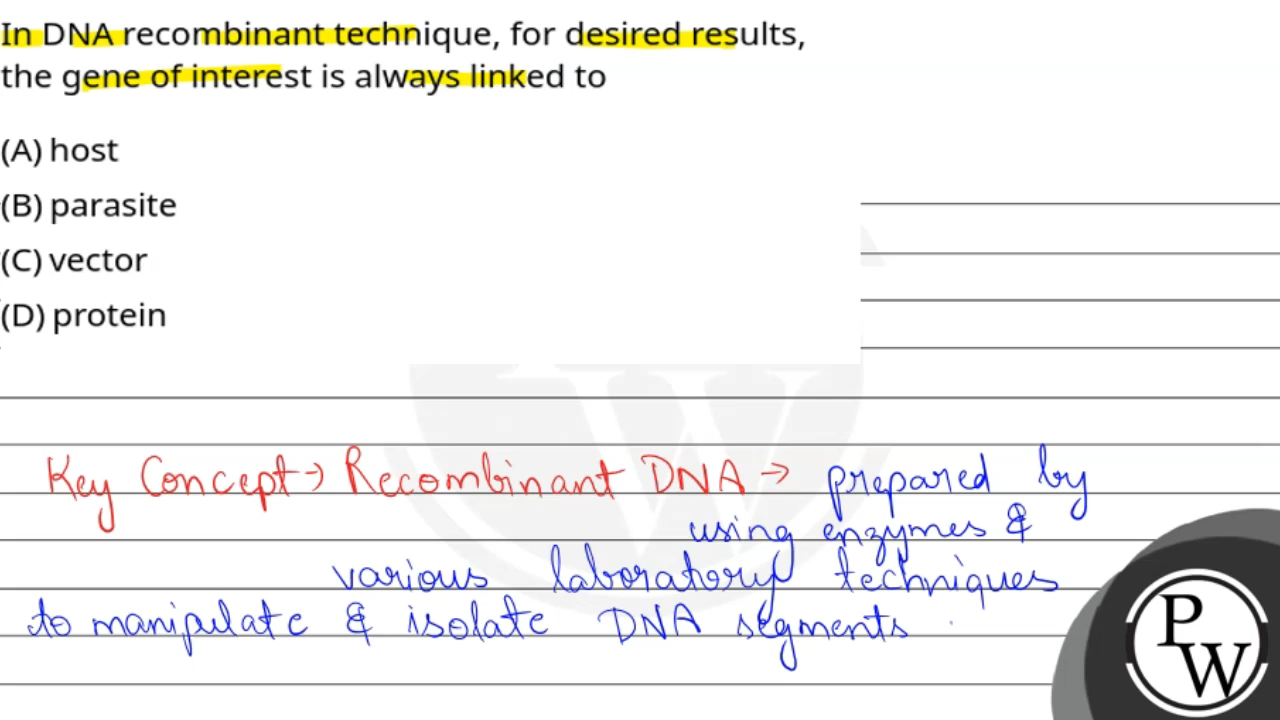 In DNA recombinant technique, for desired results,
the gene of interest is always linked to
(A) host
(B) parasite
(C) vector
(D) protein
Key Concept → Recombinant DNA → prepared by
using enzymes &
various laboratory techniques
to manipulate & isolate DNA segments
PW